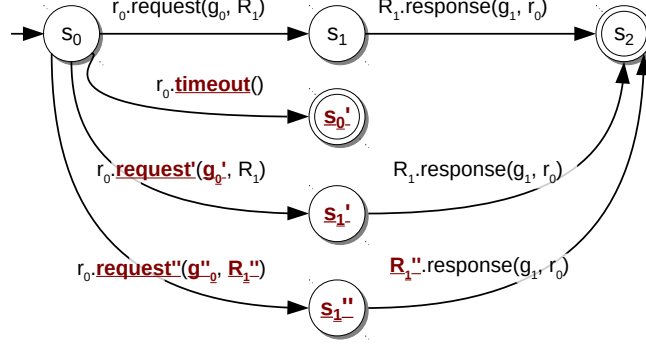 r₀.request(g₀, R₁) R₁.response(g₁, r₀)
s₀ s₁ s₂
r₀.timeout()
s₀'
r₀.request'(g₀', R₁) R₁.response(g₁, r₀)
s₁'
r₀.request''(g''₀, R₁'') R₁''.response(g₁, r₀)
s₁''